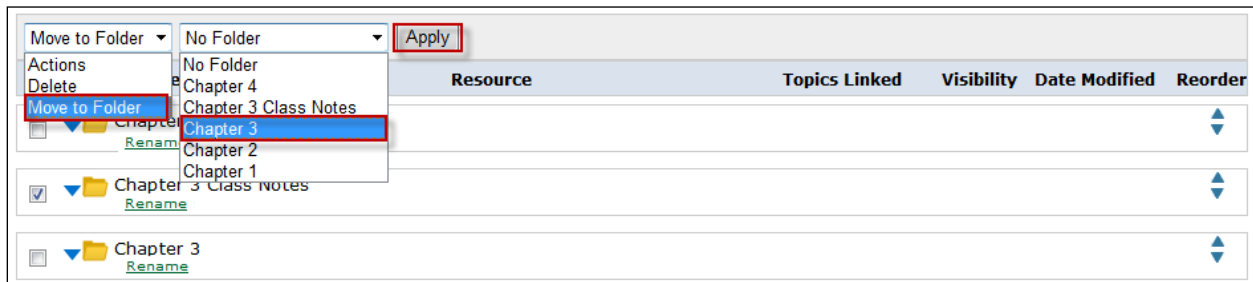 Move to Folder No Folder Apply
Actions No Folder
Delete Chapter 4
Resource Topics Linked Visibility Date Modified Reorder
Move to Folder Chapter 3 Class Notes
Chapter 3
Rename
Chapter 2
Chapter 1
Chapter 3 Class Notes
Rename
Chapter 3
Rename